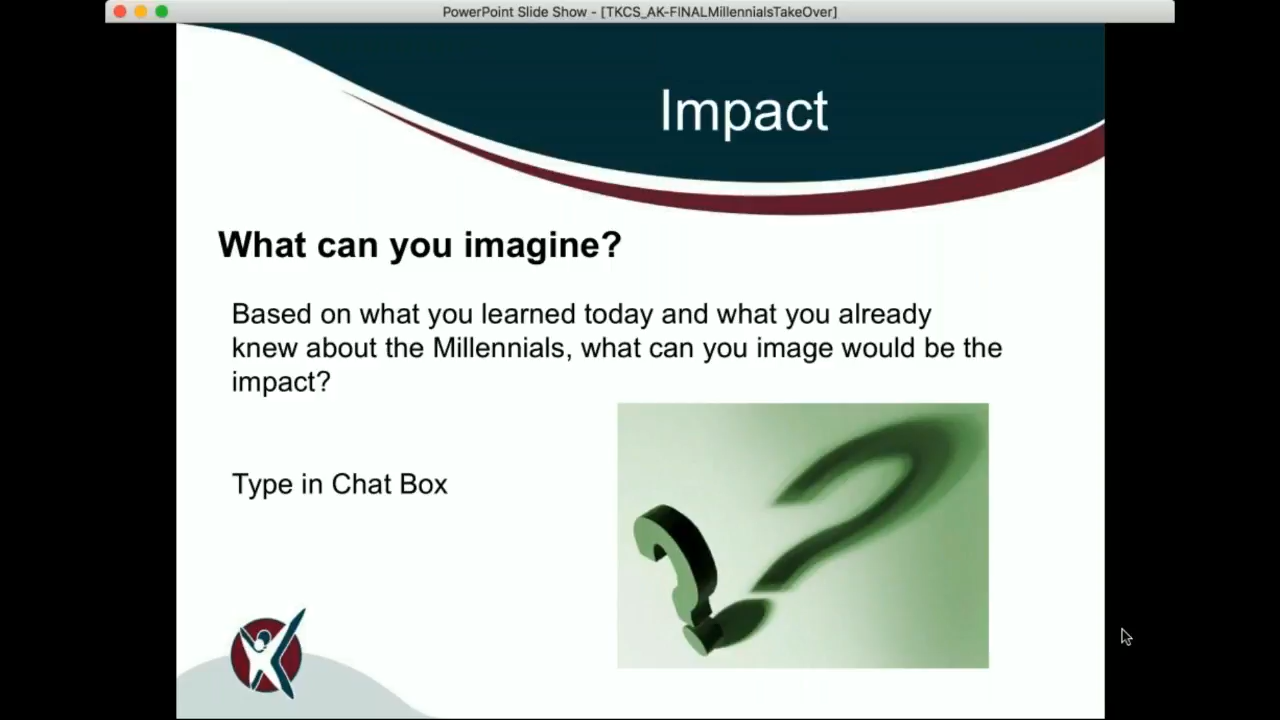 PowerPoint Slide Show - [TKCS_AK-FINALMillennialsTakeOver]
Impact
What can you imagine?
Based on what you learned today and what you already
knew about the Millennials, what can you image would be the
impact?
Type in Chat Box